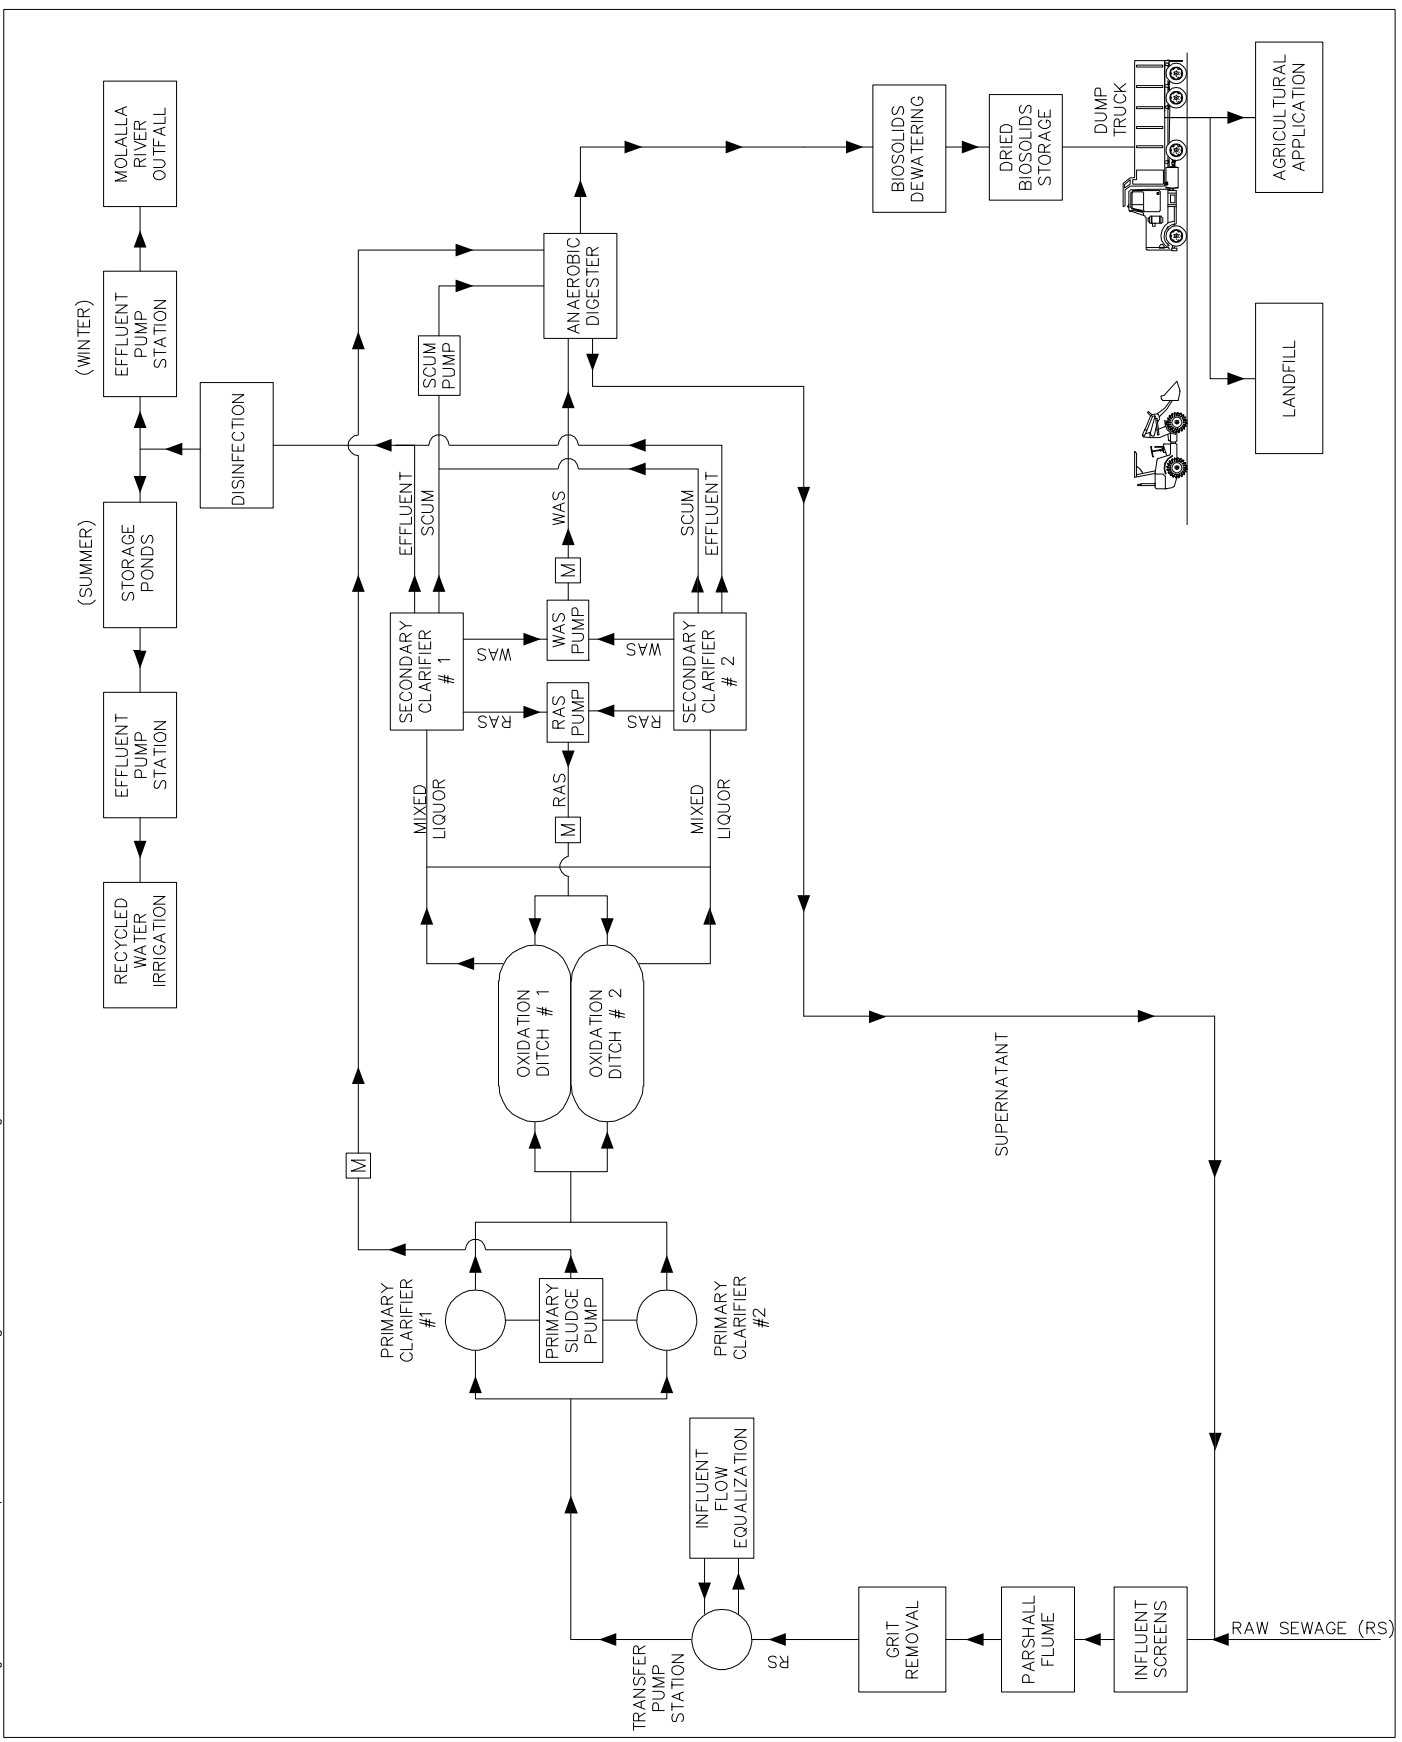 RAW SEWAGE (RS)
INFLUENT
SCREENS
PARSHALL
FLUME
GRIT
REMOVAL
RS
TRANSFER
PUMP
STATION
INFLUENT
FLOW
EQUALIZATION
PRIMARY
CLARIFIER
#1
PRIMARY
SLUDGE
PUMP
PRIMARY
CLARIFIER
#2
M
OXIDATION
DITCH # 1
OXIDATION
DITCH # 2
MIXED
LIQUOR
MIXED
LIQUOR
M
RAS
RAS
PUMP
RAS
RAS
SECONDARY
CLARIFIER
# 1
SECONDARY
CLARIFIER
# 2
WAS
WAS
WAS
PUMP
M
WAS
EFFLUENT
SCUM
SCUM
EFFLUENT
SCUM
PUMP
ANAEROBIC
DIGESTER
SUPERNATANT
DISINFECTION
(WINTER)
EFFLUENT
PUMP
STATION
MOLALLA
RIVER
OUTFALL
(SUMMER)
STORAGE
PONDS
EFFLUENT
PUMP
STATION
RECYCLED
WATER
IRRIGATION
BIOSOLIDS
DEWATERING
DRIED
BIOSOLIDS
STORAGE
DUMP
TRUCK
AGRICULTURAL
APPLICATION
LANDFILL